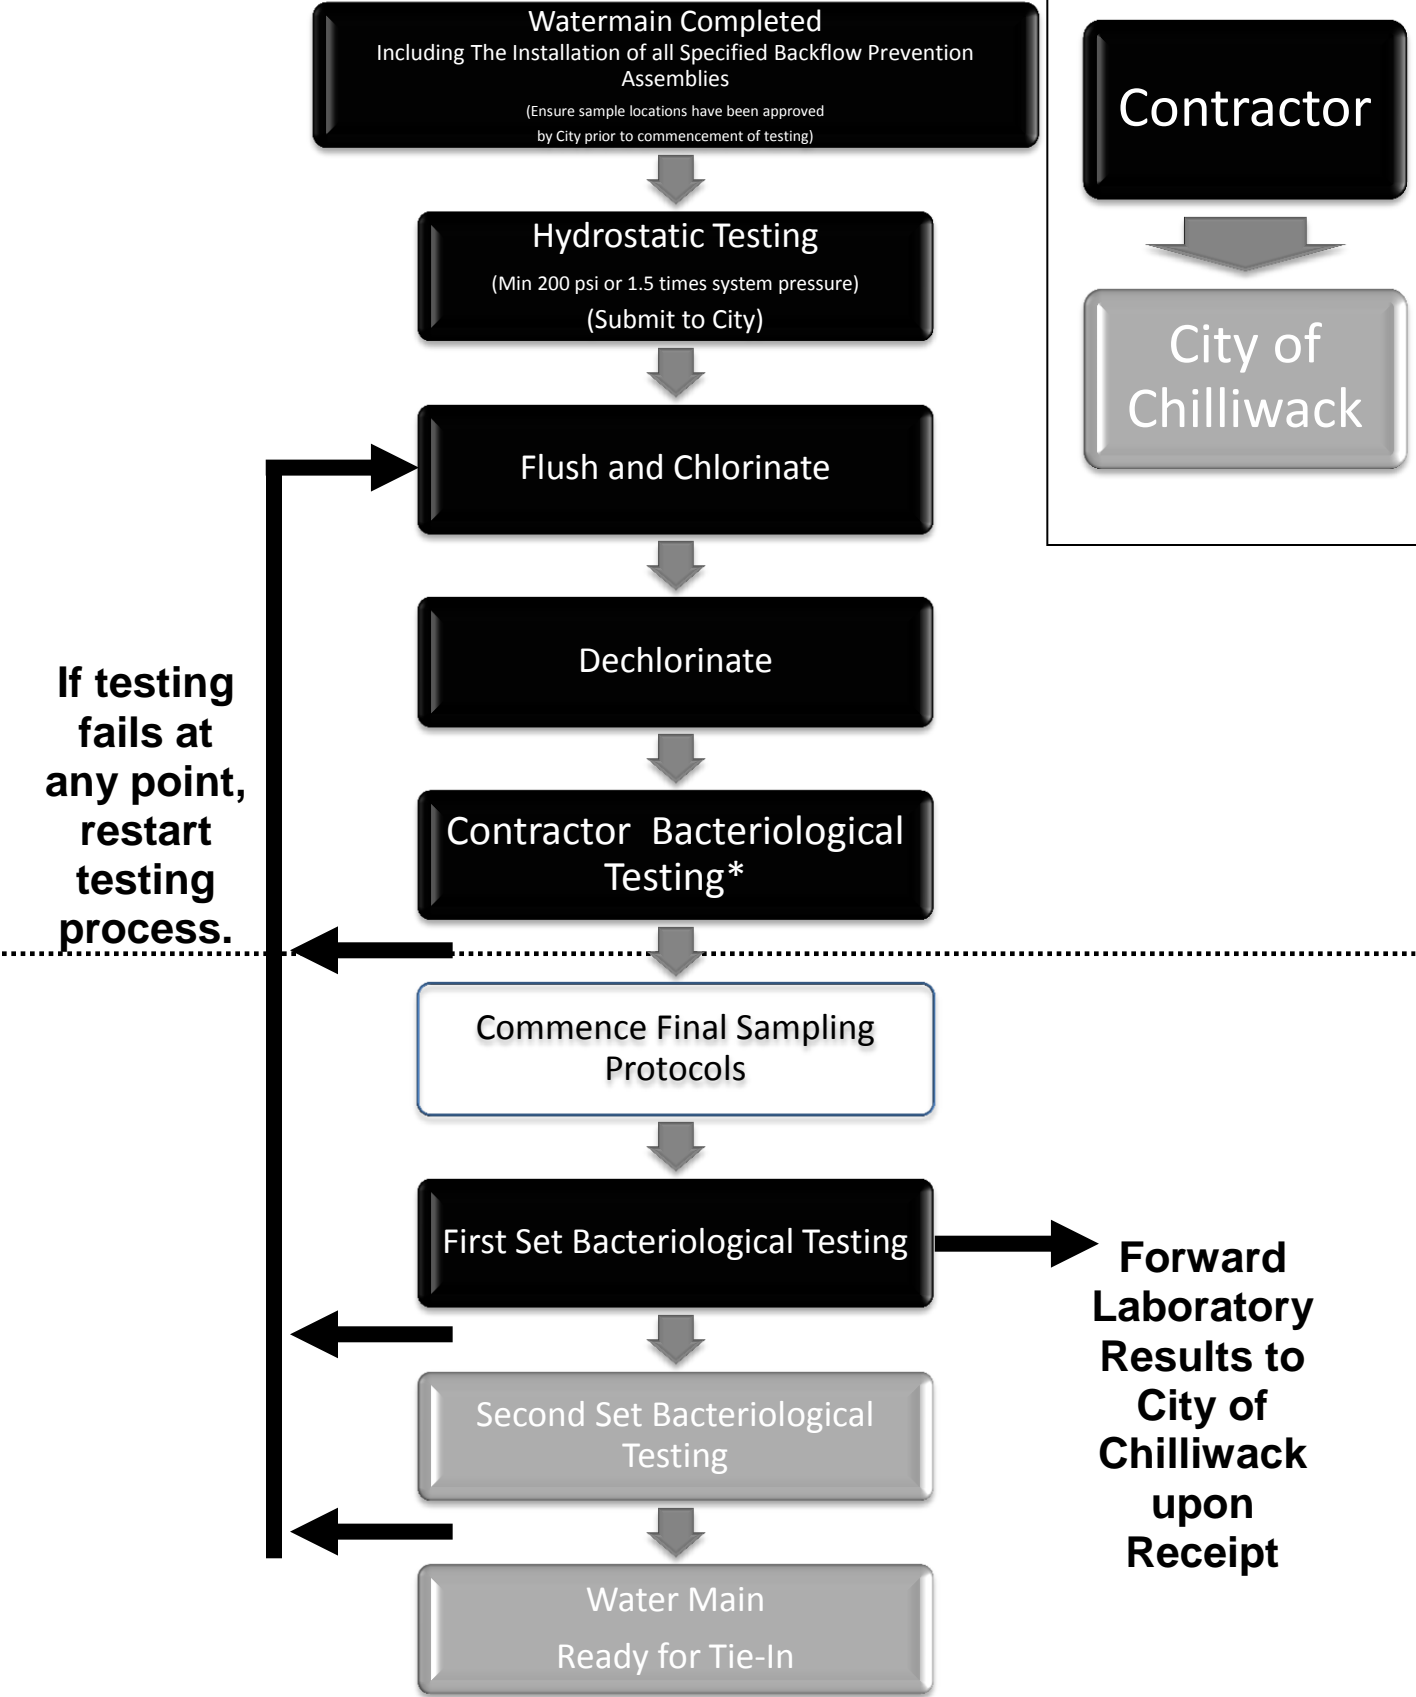 Watermain Completed
Including The Installation of all Specified Backflow Prevention
Assemblies
(Ensure sample locations have been approved
by City prior to commencement of testing)
Contractor
City of
Chilliwack
Hydrostatic Testing
(Min 200 psi or 1.5 times system pressure)
(Submit to City)
Flush and Chlorinate
Dechlorinate
If testing
fails at
any point,
restart
testing
process.
Contractor  Bacteriological
Testing*
Commence Final Sampling
Protocols
First Set Bacteriological Testing
Forward
Laboratory
Results to
City of
Chilliwack
upon
Receipt
Second Set Bacteriological
Testing
Water Main
Ready for Tie-In